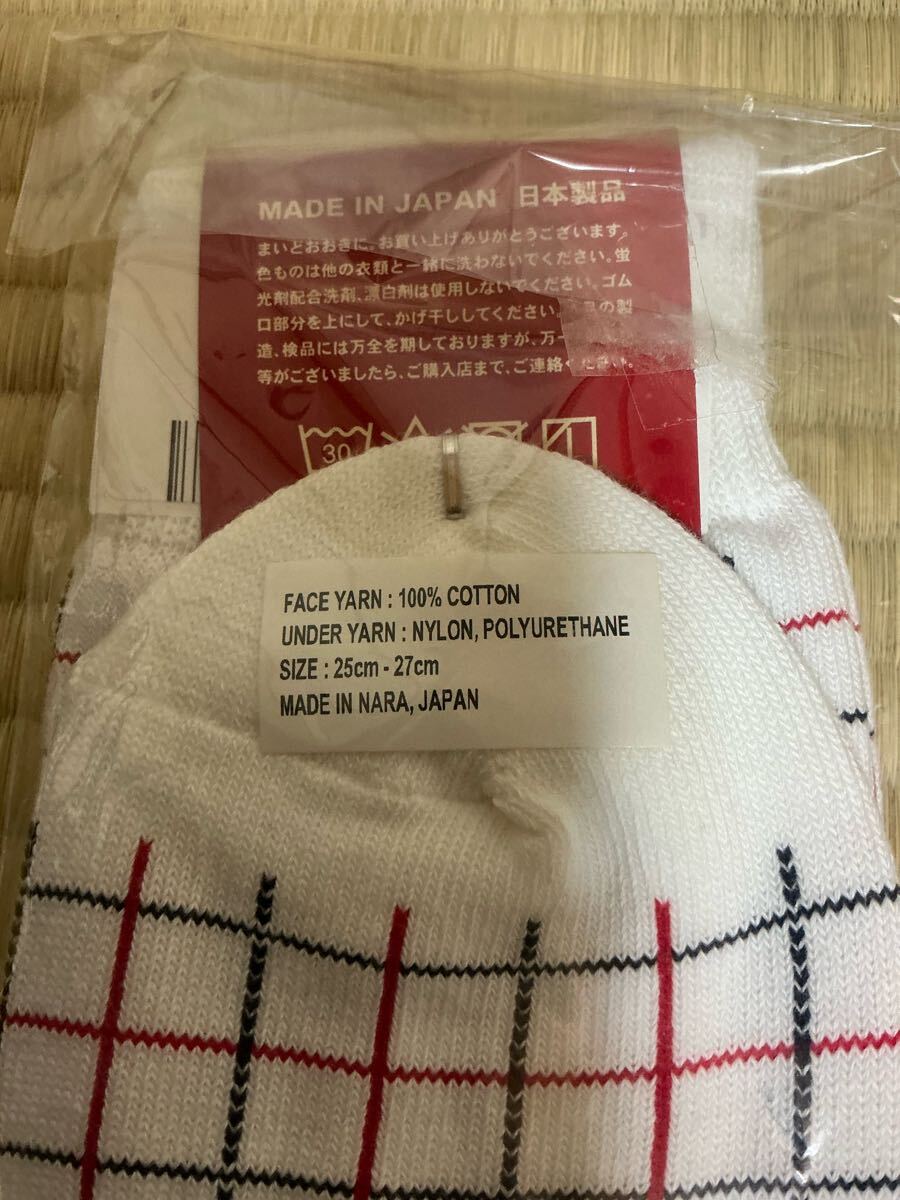 MADE IN JAPAN 日本製品
まいどおおきに。お買い上げありがとうございます。
色ものは他の衣類と一緒に洗わないでください。蛍
光剤配合洗剤、漂白剤は使用しないでください。ゴム
口部分を上にして、かげ干ししてください。 品の製
造、検品には万全を期しておりますが、万一
等がございましたら、ご購入店まで、ご連絡ください。
30
FACE YARN : 100% COTTON
UNDER YARN : NYLON, POLYURETHANE
SIZE : 25cm - 27cm
MADE IN NARA, JAPAN